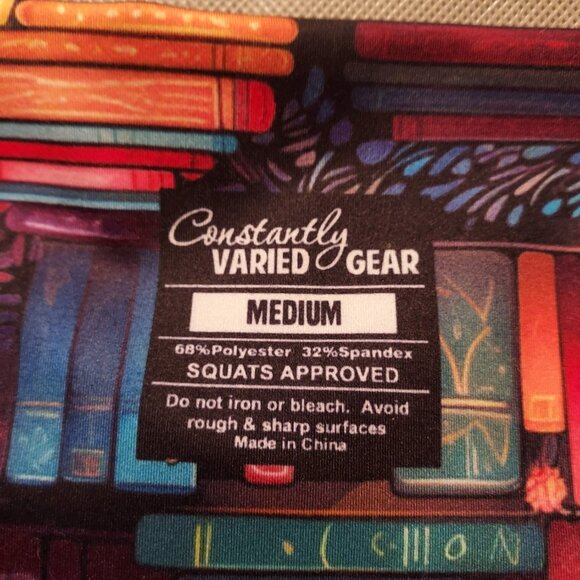 Constantly
VARIED GEAR
MEDIUM
68%Polyester 32%Spandex
SQUATS APPROVED
Do not iron or bleach. Avoid
rough & sharp surfaces
Made in China